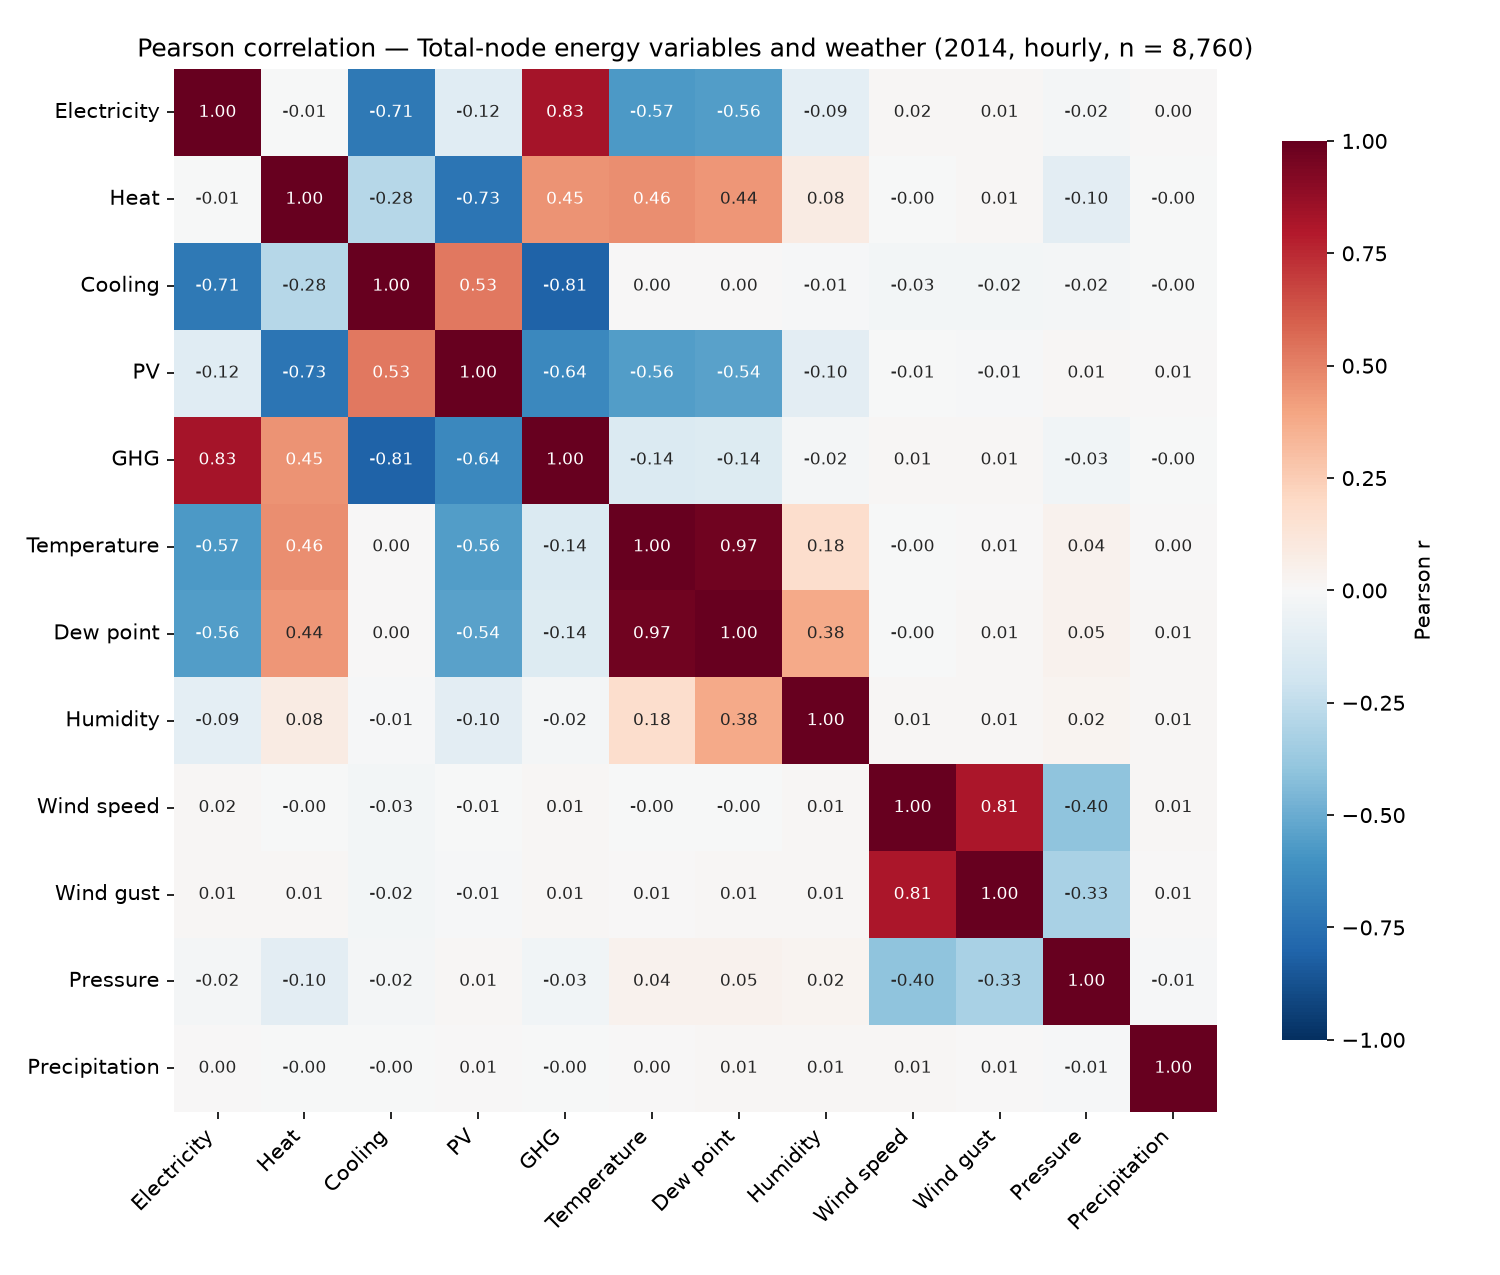 Pearson correlation — Total-node energy variables and weather (2014, hourly, n = 8,760)
Electricity 1.00 -0.01 -0.71 -0.12 0.83 -0.57 -0.56 -0.09 0.02 0.01 -0.02 0.00
Heat -0.01 1.00 -0.28 -0.73 0.45 0.46 0.44 0.08 -0.00 0.01 -0.10 -0.00
Cooling -0.71 -0.28 1.00 0.53 -0.81 0.00 0.00 -0.01 -0.03 -0.02 -0.02 -0.00
PV -0.12 -0.73 0.53 1.00 -0.64 -0.56 -0.54 -0.10 -0.01 -0.01 0.01 0.01
GHG 0.83 0.45 -0.81 -0.64 1.00 -0.14 -0.14 -0.02 0.01 0.01 -0.03 -0.00
Temperature -0.57 0.46 0.00 -0.56 -0.14 1.00 0.97 0.18 -0.00 0.01 0.04 0.00
Dew point -0.56 0.44 0.00 -0.54 -0.14 0.97 1.00 0.38 -0.00 0.01 0.05 0.01
Humidity -0.09 0.08 -0.01 -0.10 -0.02 0.18 0.38 1.00 0.01 0.01 0.02 0.01
Wind speed 0.02 -0.00 -0.03 -0.01 0.01 -0.00 -0.00 0.01 1.00 0.81 -0.40 0.01
Wind gust 0.01 0.01 -0.02 -0.01 0.01 0.01 0.01 0.01 0.81 1.00 -0.33 0.01
Pressure -0.02 -0.10 -0.02 0.01 -0.03 0.04 0.05 0.02 -0.40 -0.33 1.00 -0.01
Precipitation 0.00 -0.00 -0.00 0.01 -0.00 0.00 0.01 0.01 0.01 0.01 -0.01 1.00
Electricity
Heat
Cooling
PV
GHG
Temperature
Dew point
Humidity
Wind speed
Wind gust
Pressure
Precipitation
1.00
0.75
0.50
0.25
0.00
−0.25
−0.50
−0.75
−1.00
Pearson r